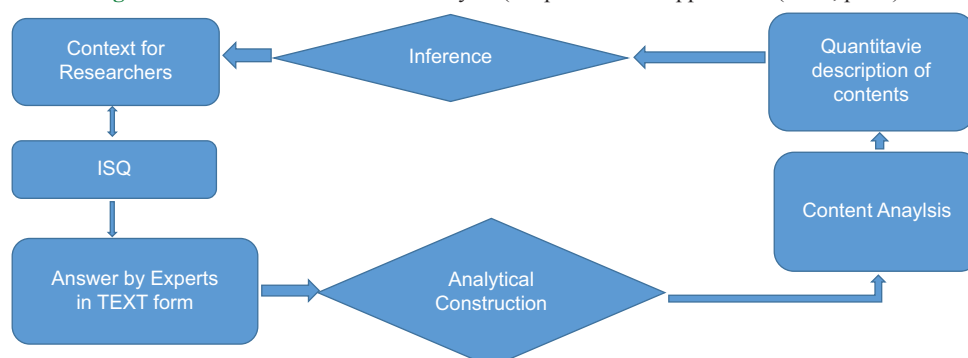 Context for
Researchers
Inference
Quantitavie
description of
contents
ISQ
Content Anaylsis
Answer by Experts
in TEXT form
Analytical
Construction